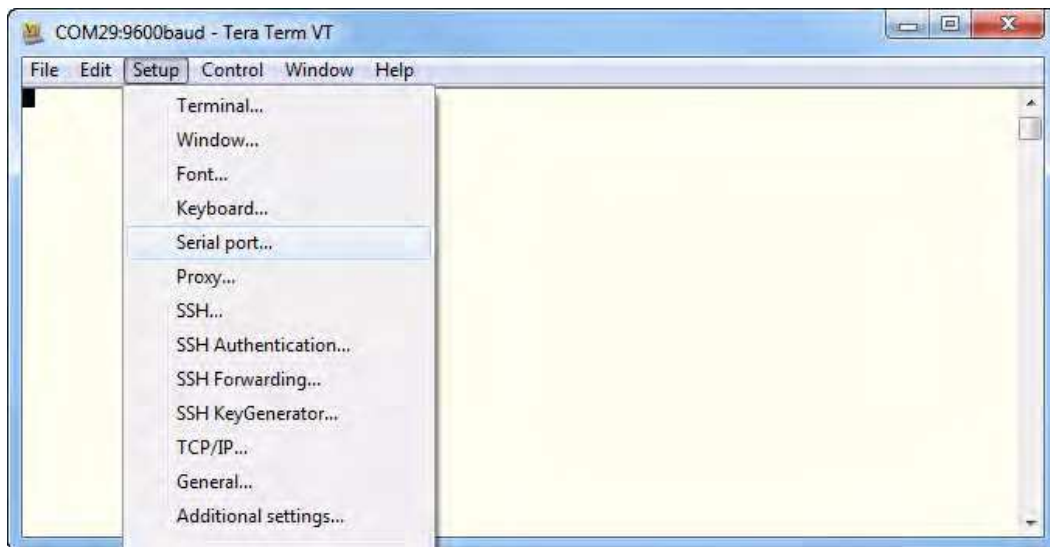 COM29:9600baud - Tera Term VT
File Edit Setup Control Window Help
Terminal...
Window...
Font...
Keyboard...
Serial port...
Proxy...
SSH...
SSH Authentication...
SSH Forwarding...
SSH KeyGenerator...
TCP/IP...
General...
Additional settings...